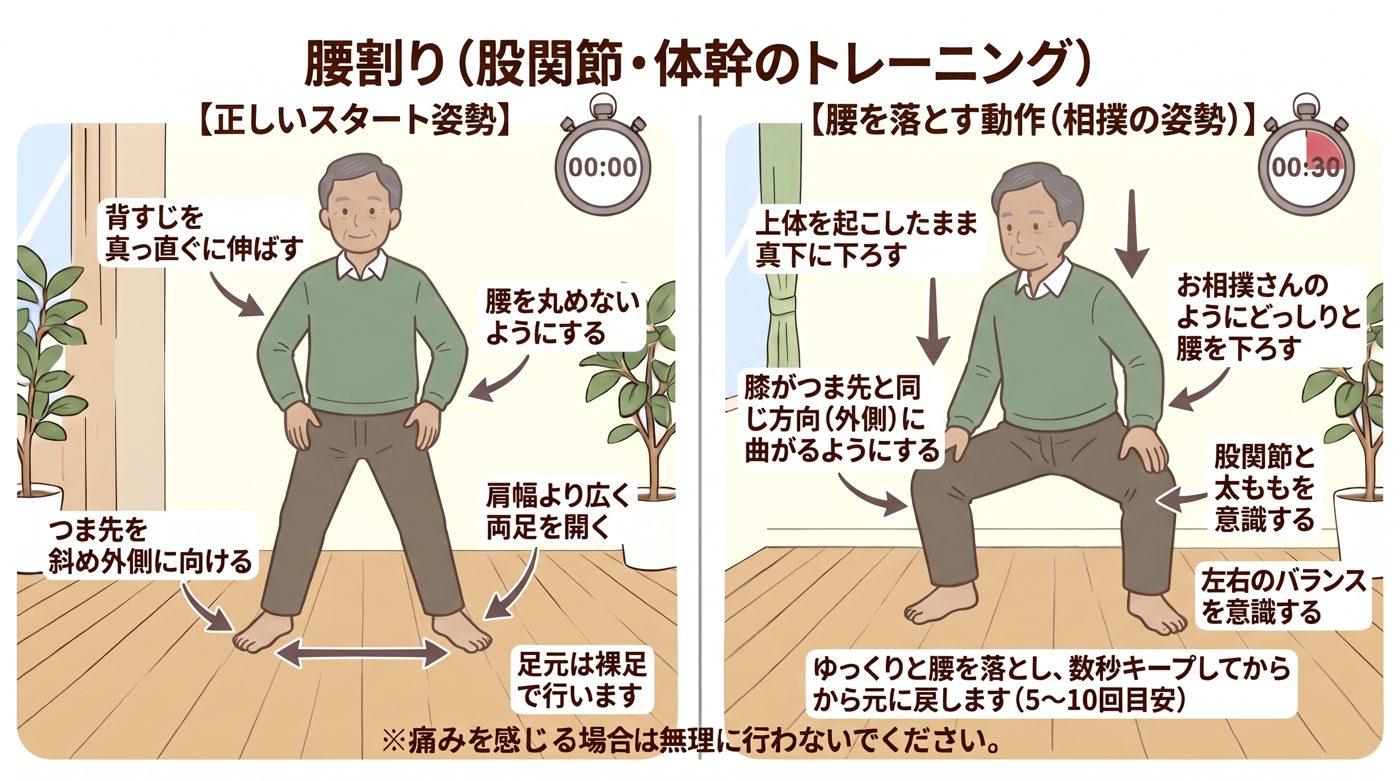 腰割り（股関節・体幹のトレーニング）
【正しいスタート姿勢】
00:00
背すじを
真っ直ぐに伸ばす
腰を丸めない
ようにする
肩幅より広く
両足を開く
つま先を
斜め外側に向ける
足元は裸足
で行います
【腰を落とす動作（相撲の姿勢）】
00:30
上体を起こしたまま
真下に下ろす
お相撲さんの
ようにどっしりと
腰を下ろす
膝がつま先と同
じ方向（外側）に
曲がるようにする
股関節と
太ももを
意識する
左右のバランス
を意識する
ゆっくりと腰を落とし、数秒キープしてから
から元に戻します（5〜10回目安）
※痛みを感じる場合は無理に行わないでください。